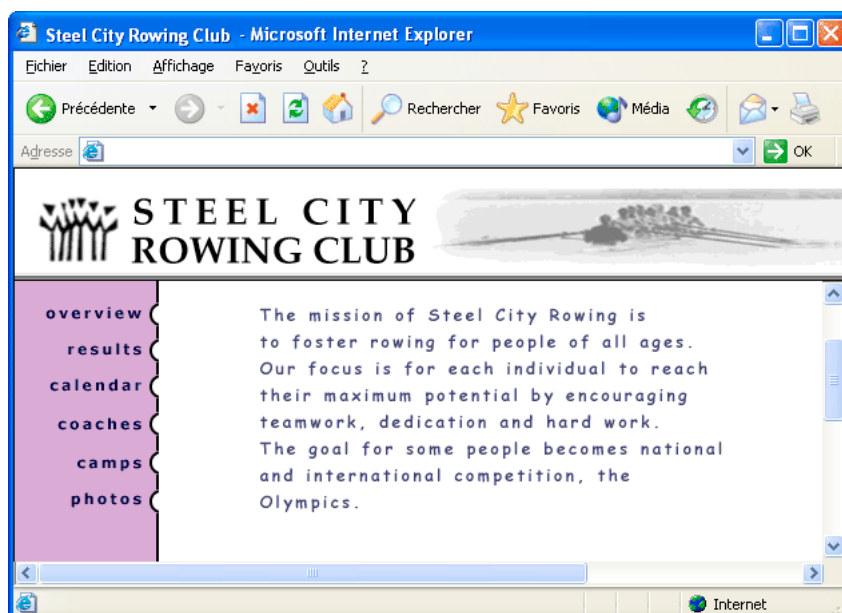 Steel City Rowing Club - Microsoft Internet Explorer
Fichier Edition Affichage Favoris Outils ?
Précédente Rechercher Favoris Média
Adresse OK
STEEL CITY
ROWING CLUB
overview
results
calendar
coaches
camps
photos
The mission of Steel City Rowing is
to foster rowing for people of all ages.
Our focus is for each individual to reach
their maximum potential by encouraging
teamwork, dedication and hard work.
The goal for some people becomes national
and international competition, the
Olympics.
Internet